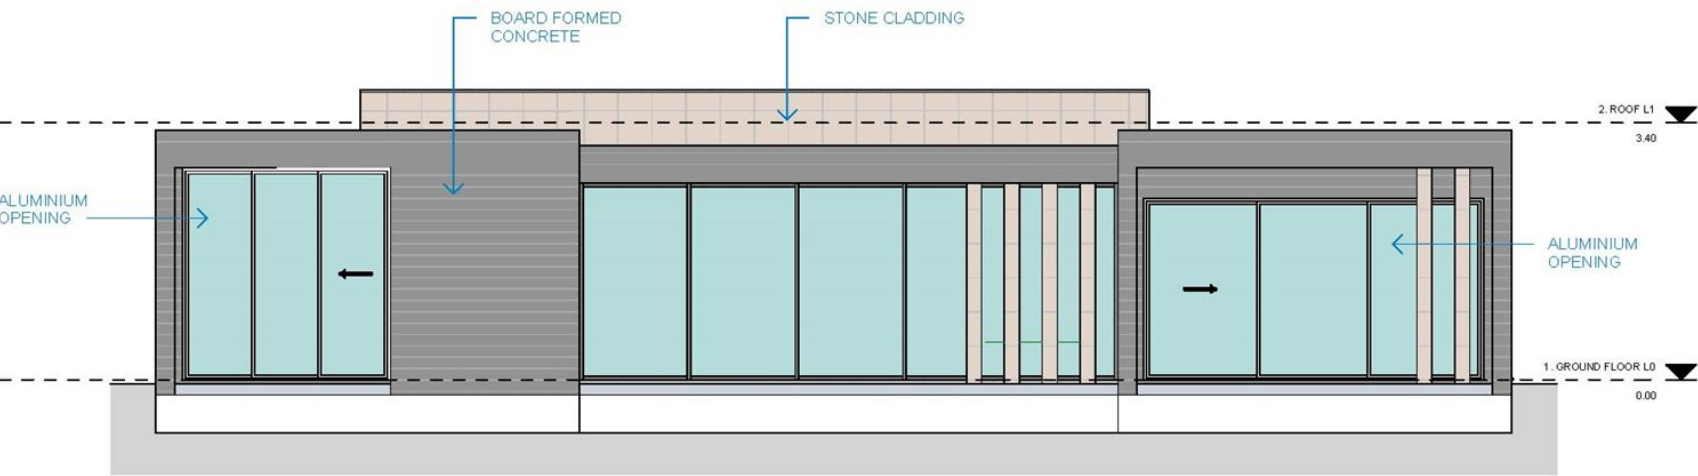 BOARD FORMED
CONCRETE
STONE CLADDING
2. ROOF L1
3.40
ALUMINIUM
OPENING
ALUMINIUM
OPENING
1. GROUND FLOOR L0
0.00